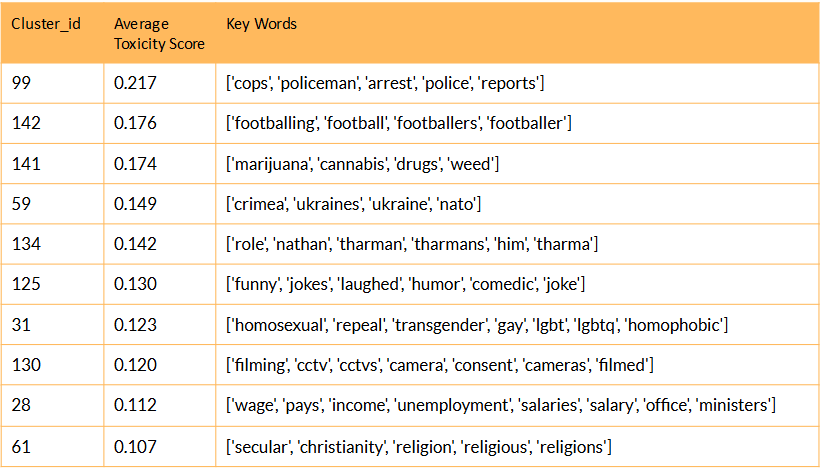 Cluster_id Average Toxicity Score Key Words
99 0.217 ['cops', 'policeman', 'arrest', 'police', 'reports']
142 0.176 ['footballing', 'football', 'footballers', 'footballer']
141 0.174 ['marijuana', 'cannabis', 'drugs', 'weed']
59 0.149 ['crimea', 'ukraines', 'ukraine', 'nato']
134 0.142 ['role', 'nathan', 'tharman', 'tharmans', 'him', 'tharma']
125 0.130 ['funny', 'jokes', 'laughed', 'humor', 'comedic', 'joke']
31 0.123 ['homosexual', 'repeal', 'transgender', 'gay', 'lgbt', 'lgbtq', 'homophobic']
130 0.120 ['filming', 'cctv', 'cctvs', 'camera', 'consent', 'cameras', 'filmed']
28 0.112 ['wage', 'pays', 'income', 'unemployment', 'salaries', 'salary', 'office', 'ministers']
61 0.107 ['secular', 'christianity', 'religion', 'religious', 'religions']